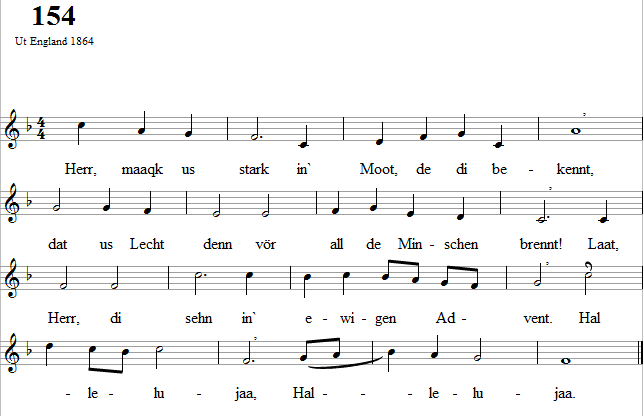 154
Ut England 1864
4
4
Herr, maaqk us stark in` Moot, de di be - kennt,
dat us Lecht denn vör all de Min - schen brennt! Laat,
Herr, di sehn in` e - wi - gen Ad - vent. Hal
- le - lu - jaa, Hal - - le - lu - jaa.